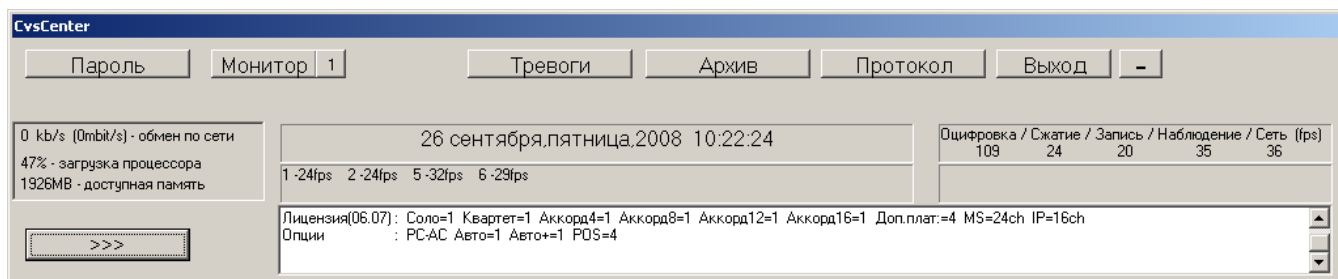 CvsCenter
Пароль Монитор 1 Тревоги Архив Протокол Выход -
0 kb/s (0mbit/s) - обмен по сети
47% - загрузка процессора
1926MB - доступная память
26 сентября,пятница,2008 10:22:24
1 -24fps 2 -24fps 5 -32fps 6 -29fps
Оцифровка / Сжатие / Запись / Наблюдение / Сеть (fps)
109 24 20 35 36
>>>
Лицензия(06.07) : Соло=1 Квартет=1 Аккорд4=1 Аккорд8=1 Аккорд12=1 Аккорд16=1 Доп.плат:=4 MS=24ch IP=16ch
Опции : PC-AC Авто=1 Авто+=1 POS=4